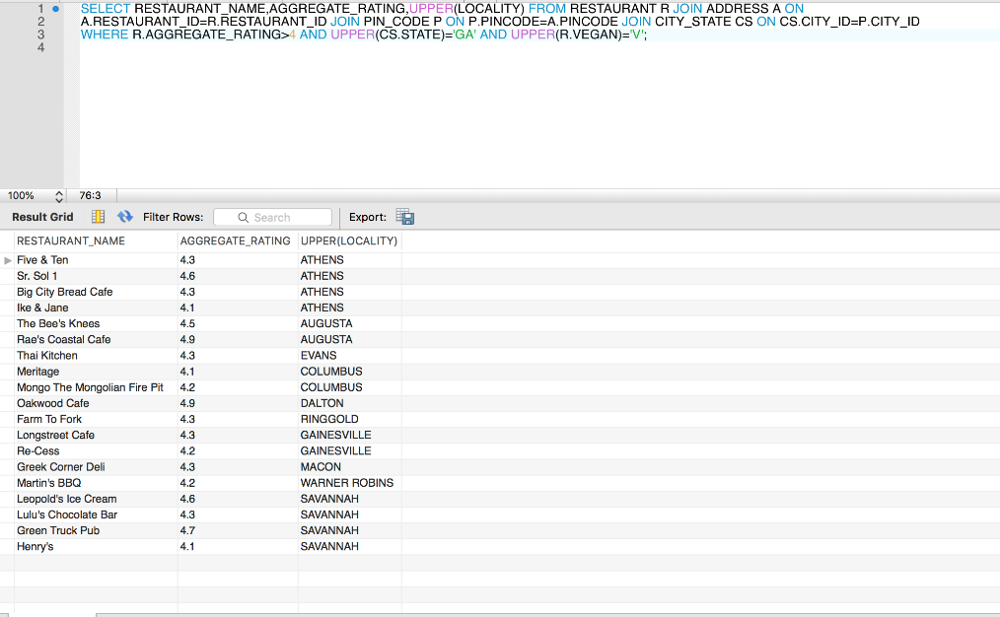 1 SELECT RESTAURANT_NAME,AGGREGATE_RATING,UPPER(LOCALITY) FROM RESTAURANT R JOIN ADDRESS A ON
2 A.RESTAURANT_ID=R.RESTAURANT_ID JOIN PIN_CODE P ON P.PINCODE=A.PINCODE JOIN CITY_STATE CS ON CS.CITY_ID=P.CITY_ID
3 WHERE R.AGGREGATE_RATING>4 AND UPPER(CS.STATE)='GA' AND UPPER(R.VEGAN)='V';
4
100% 76:3
Result Grid Filter Rows: Search Export:
RESTAURANT_NAME AGGREGATE_RATING UPPER(LOCALITY)
Five & Ten 4.3 ATHENS
Sr. Sol 1 4.6 ATHENS
Big City Bread Cafe 4.3 ATHENS
Ike & Jane 4.1 ATHENS
The Bee's Knees 4.5 AUGUSTA
Rae's Coastal Cafe 4.9 AUGUSTA
Thai Kitchen 4.3 EVANS
Meritage 4.1 COLUMBUS
Mongo The Mongolian Fire Pit 4.2 COLUMBUS
Oakwood Cafe 4.9 DALTON
Farm To Fork 4.3 RINGGOLD
Longstreet Cafe 4.3 GAINESVILLE
Re-Cess 4.2 GAINESVILLE
Greek Corner Deli 4.3 MACON
Martin's BBQ 4.2 WARNER ROBINS
Leopold's Ice Cream 4.6 SAVANNAH
Lulu's Chocolate Bar 4.3 SAVANNAH
Green Truck Pub 4.7 SAVANNAH
Henry's 4.1 SAVANNAH